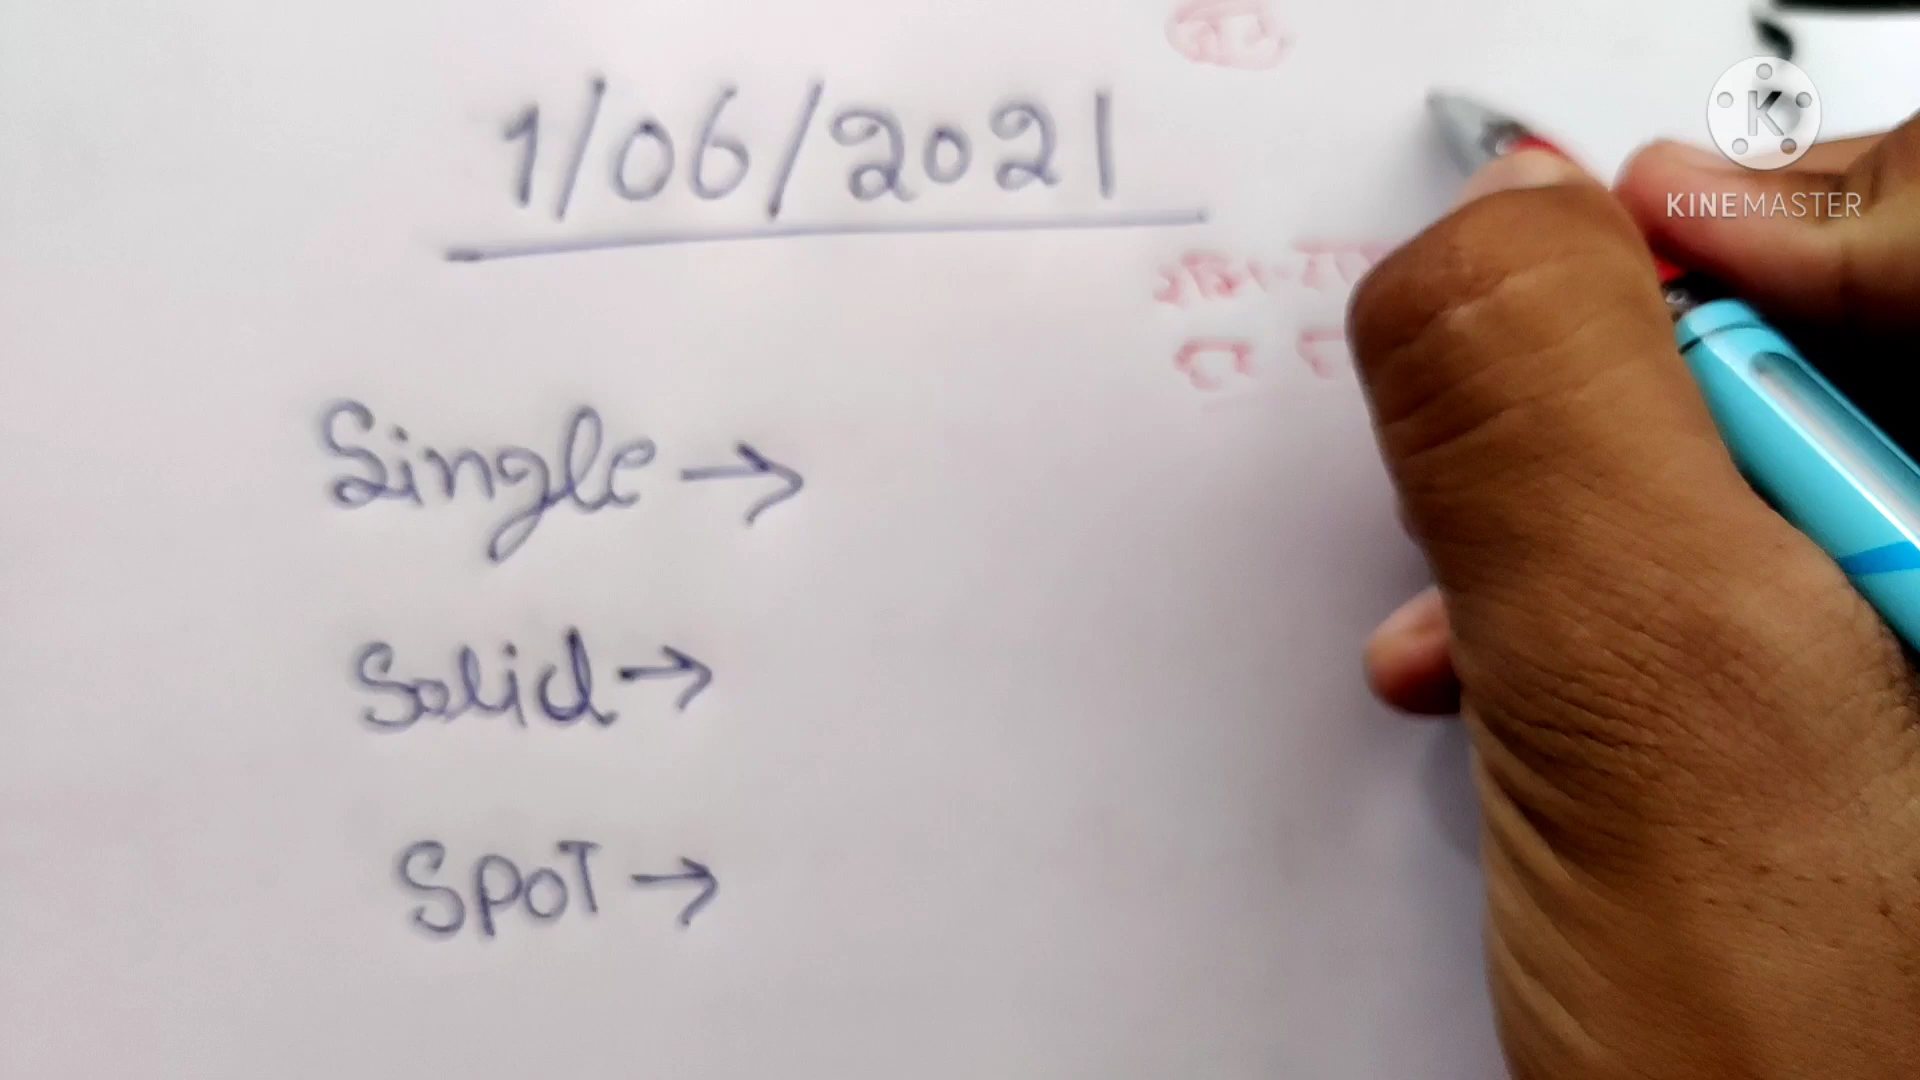 1/06/2021
KINEMASTER
Single →
Solid →
SPOT →